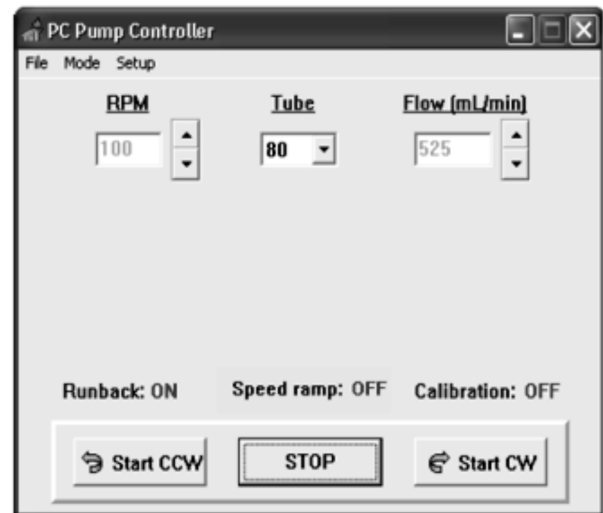 PC Pump Controller
File Mode Setup
RPM Tube Flow (mL/min)
100 80 525
Runback: ON Speed ramp: OFF Calibration: OFF
Start CCW STOP Start CW